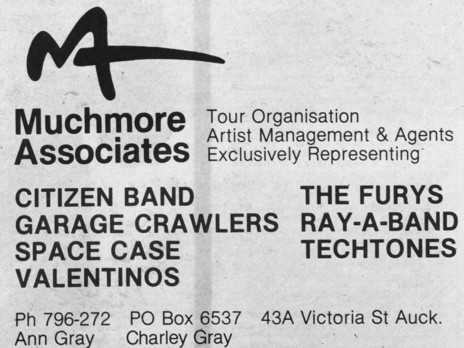 Muchmore Associates
Tour Organisation
Artist Management & Agents
Exclusively Representing
CITIZEN BAND
GARAGE CRAWLERS
SPACE CASE
VALENTINOS
THE FURYS
RAY-A-BAND
TECHTONES
Ph 796-272 PO Box 6537 43A Victoria St Auck.
Ann Gray Charley Gray